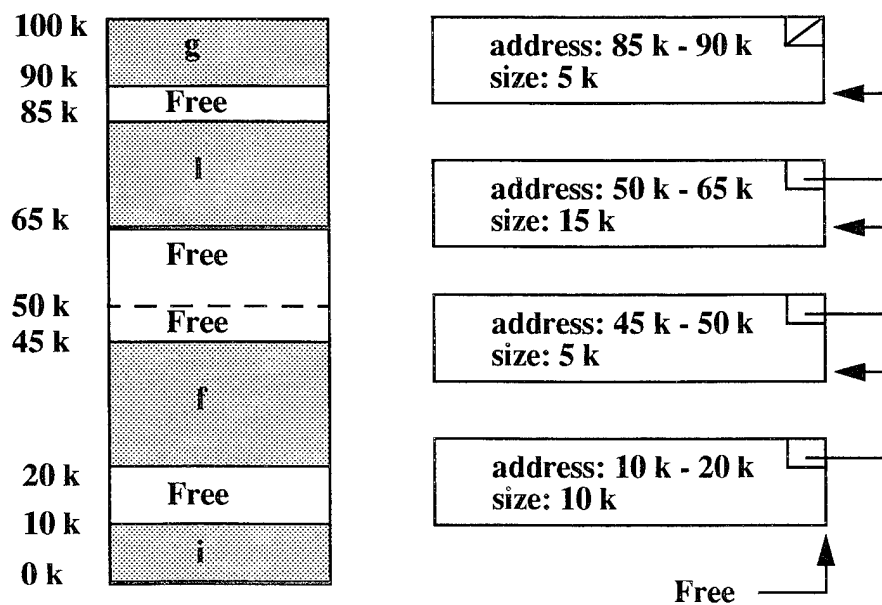 100 k
g
90 k
Free
85 k
l
65 k
Free
50 k
Free
45 k
f
20 k
Free
10 k
i
0 k
address: 85 k - 90 k
size: 5 k
address: 50 k - 65 k
size: 15 k
address: 45 k - 50 k
size: 5 k
address: 10 k - 20 k
size: 10 k
Free